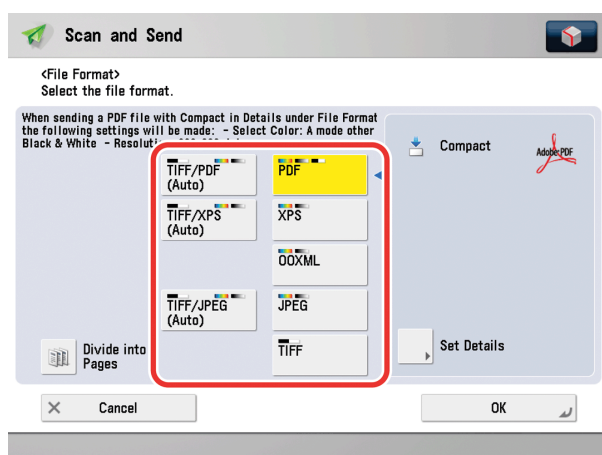 Scan and Send
<File Format>
Select the file format.
When sending a PDF file with Compact in Details under File Format
the following settings will be made: - Select Color: A mode other
Black & White - Resolution
TIFF/PDF
(Auto)
PDF
Compact
Adobe PDF
TIFF/XPS
(Auto)
XPS
OOXML
TIFF/JPEG
(Auto)
JPEG
Divide into
Pages
TIFF
Set Details
Cancel
OK